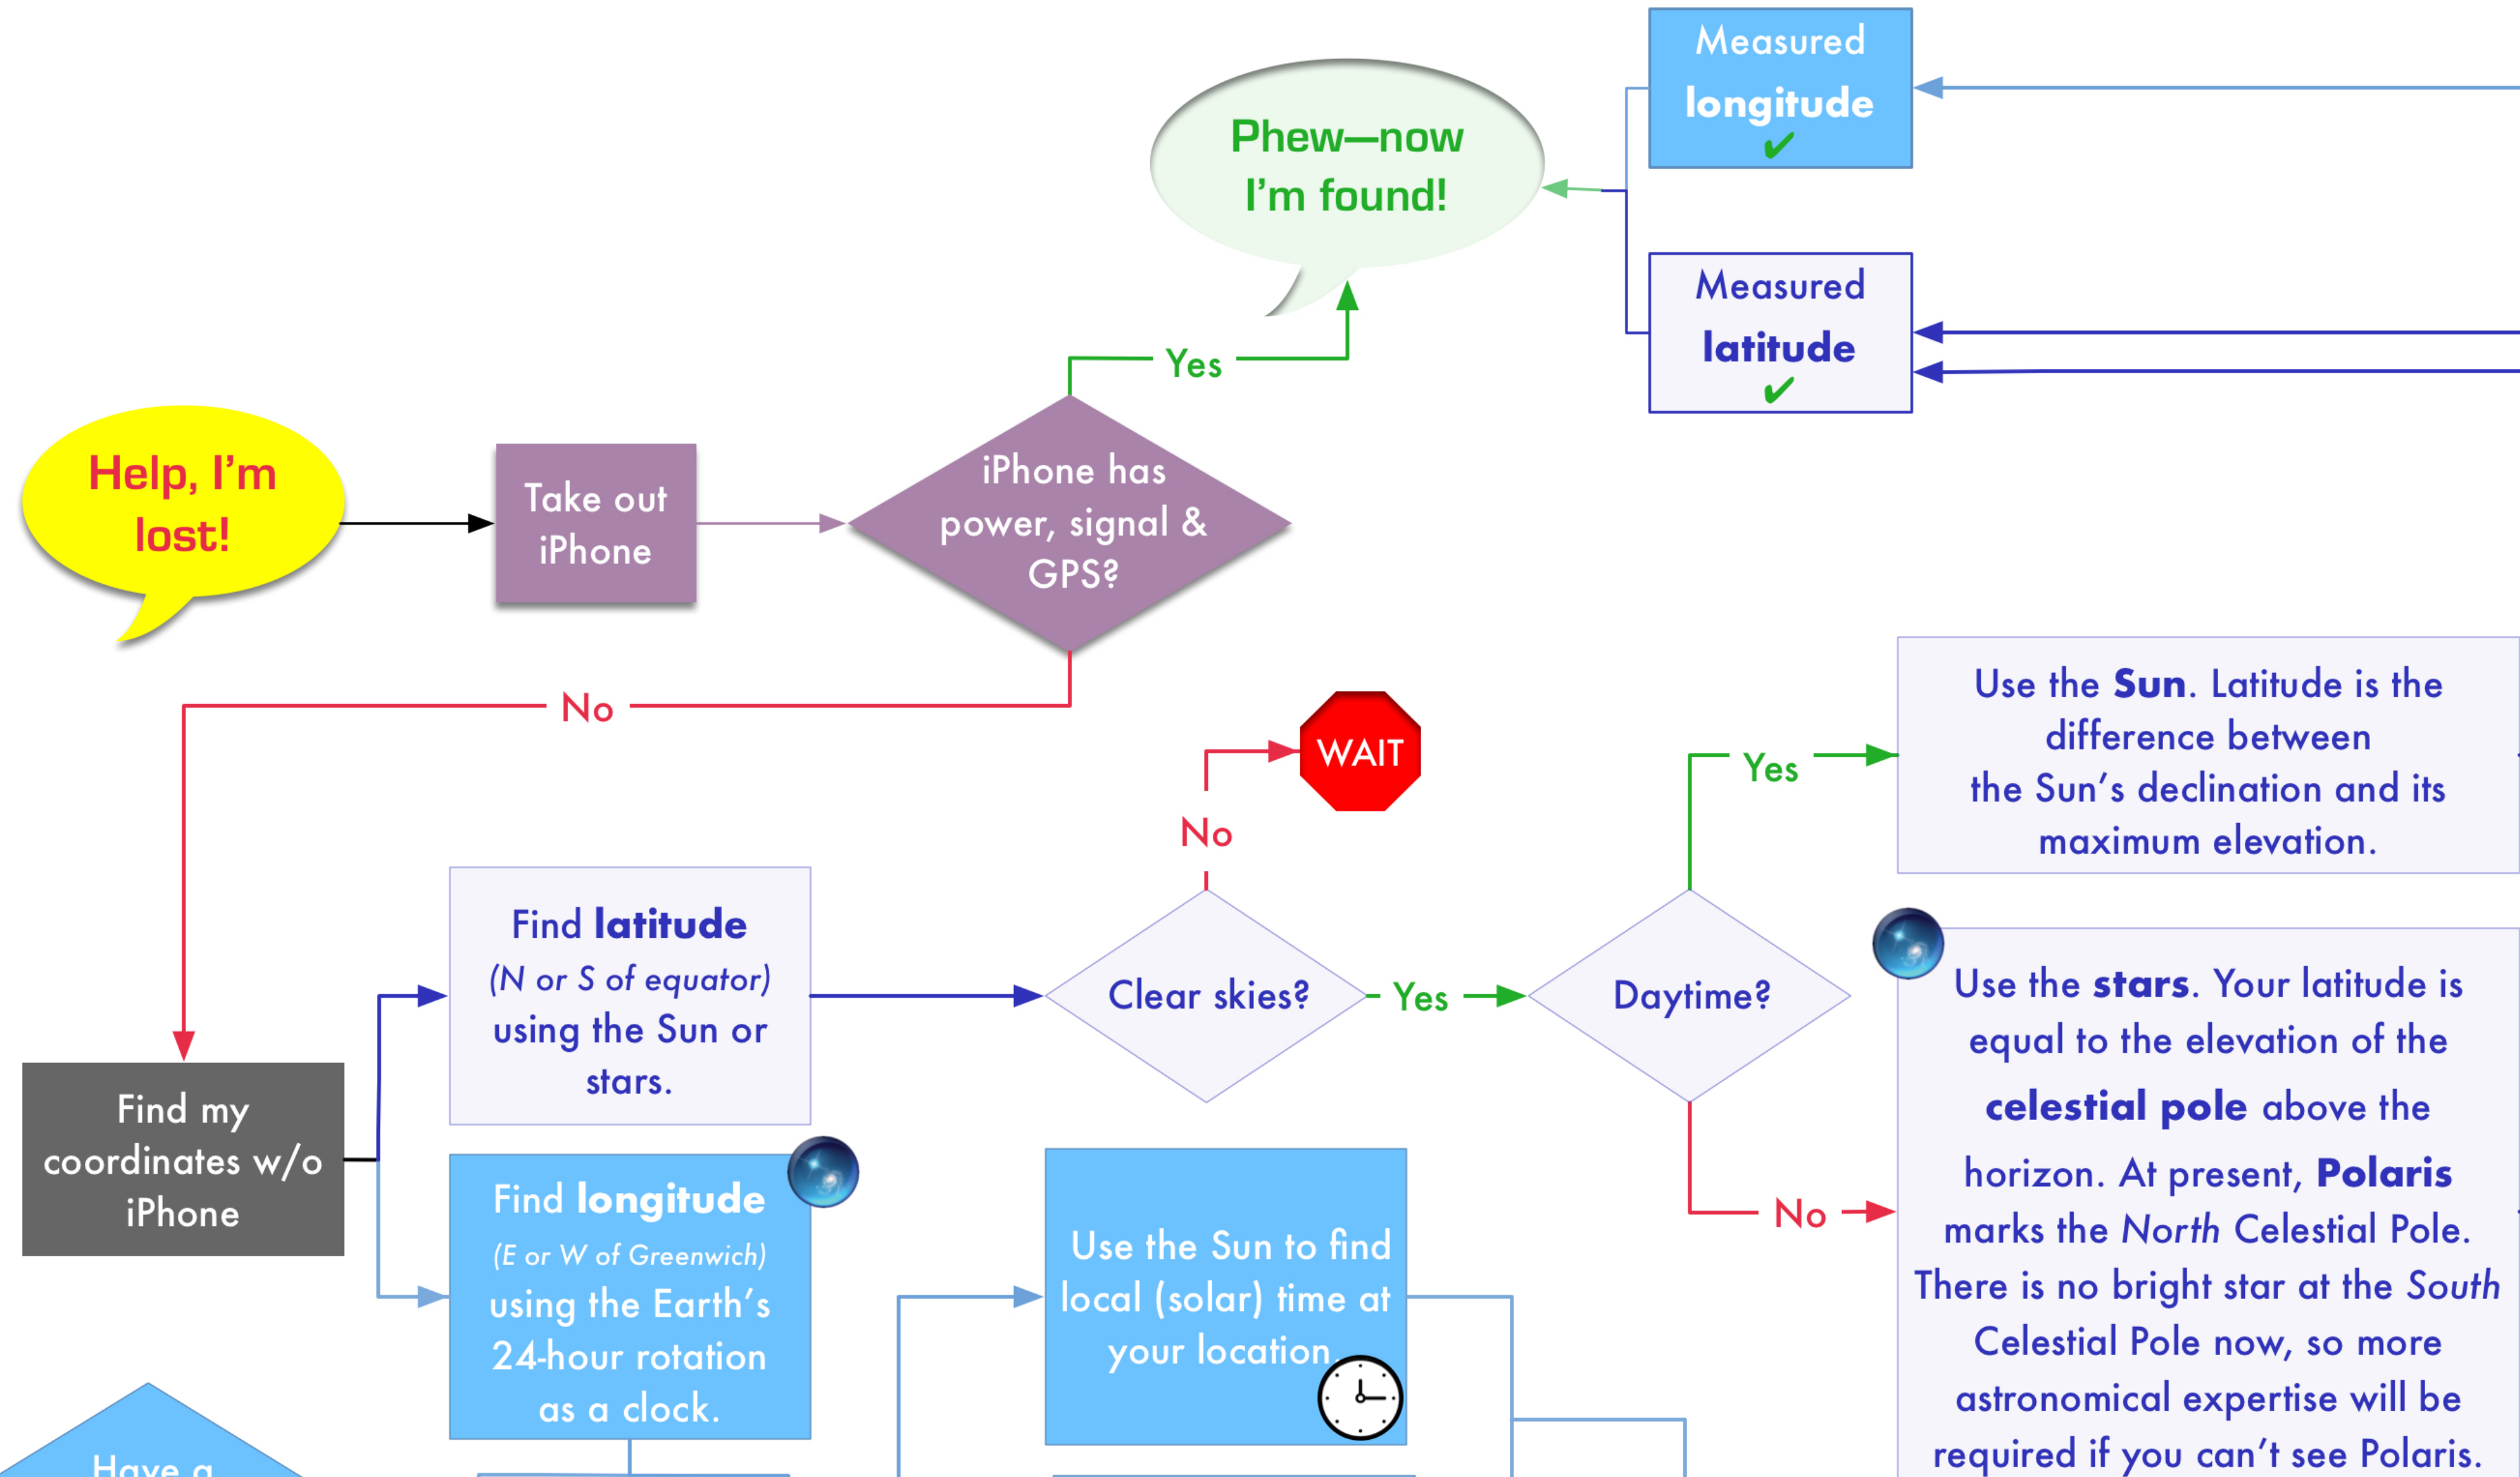 Measured
longitude
Phew—now
I'm found!
Measured
latitude
Yes
Help, I'm
lost!
Take out
iPhone
iPhone has
power, signal &
GPS?
No
WAIT
No
Yes
Use the Sun. Latitude is the
difference between
the Sun's declination and its
maximum elevation.
Find latitude
(N or S of equator)
using the Sun or
stars.
Clear skies?
Yes
Daytime?
No
Use the stars. Your latitude is
equal to the elevation of the
celestial pole above the
horizon. At present, Polaris
marks the North Celestial Pole.
There is no bright star at the South
Celestial Pole now, so more
astronomical expertise will be
required if you can't see Polaris.
Find my
coordinates w/o
iPhone
Find longitude
(E or W of Greenwich)
using the Earth's
24-hour rotation
as a clock.
Use the Sun to find
local (solar) time at
your location
Have a